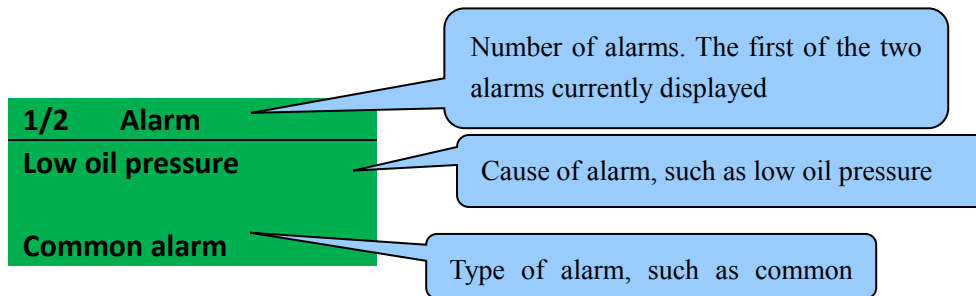 Number of alarms. The first of the two
alarms currently displayed
1/2 Alarm
Low oil pressure
Cause of alarm, such as low oil pressure
Common alarm
Type of alarm, such as common